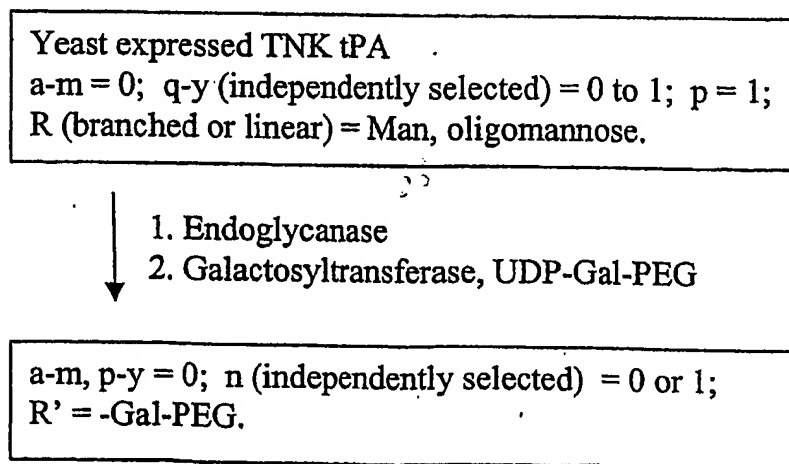 Yeast expressed TNK tPA
a-m = 0; q-y (independently selected) = 0 to 1; p = 1;
R (branched or linear) = Man, oligomannose.
1. Endoglycanase
2. Galactosyltransferase, UDP-Gal-PEG
a-m, p-y = 0; n (independently selected) = 0 or 1;
R' = -Gal-PEG.